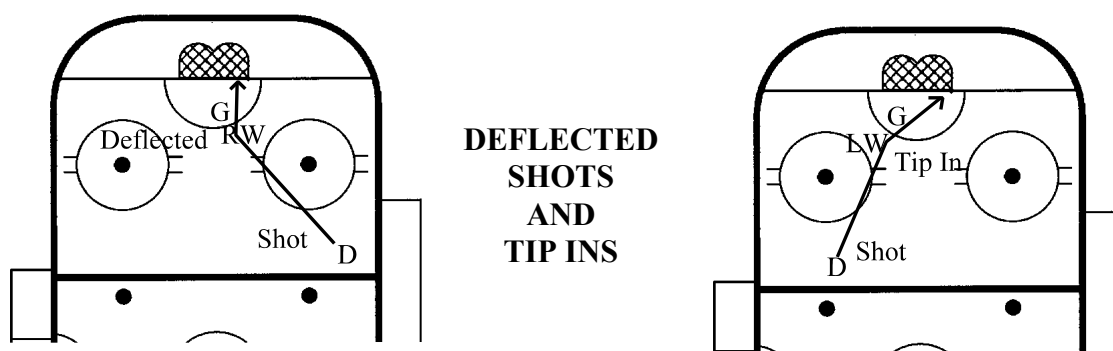 G
Deflected RW
Shot
D
DEFLECTED
SHOTS
AND
TIP INS
G
LW
Tip In
D Shot